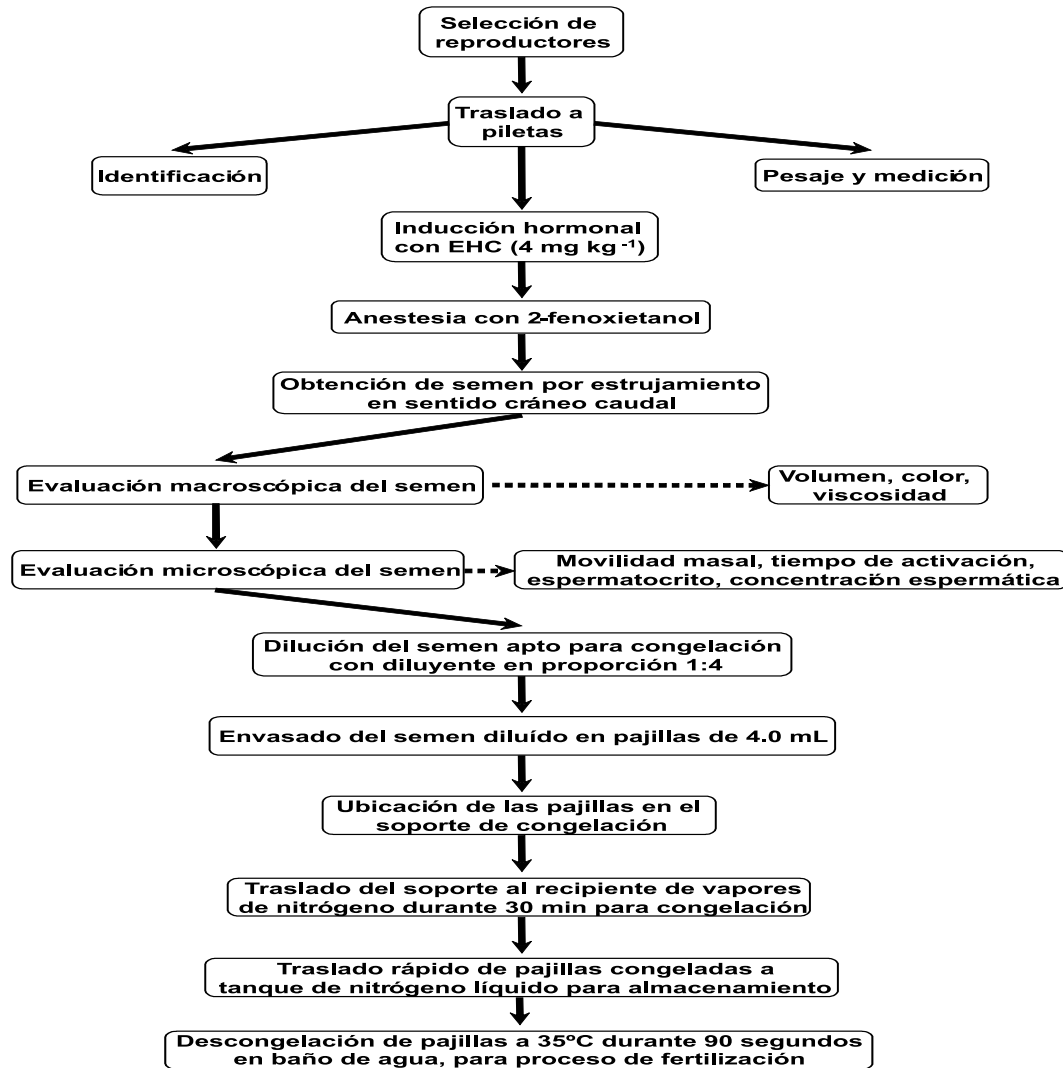 Selección de
reproductores
Traslado a
piletas
Identificación
Pesaje y medición
Inducción hormonal
con EHC (4 mg kg⁻¹)
Anestesia con 2-fenoxietanol
Obtención de semen por estrujamiento
en sentido cráneo caudal
Evaluación macroscópica del semen
Volumen, color,
viscosidad
Evaluación microscópica del semen
Movilidad masal, tiempo de activación,
espermatocrito, concentración espermática
Dilución del semen apto para congelación
con diluyente en proporción 1:4
Envasado del semen diluído en pajillas de 4.0 mL
Ubicación de las pajillas en el
soporte de congelación
Traslado del soporte al recipiente de vapores
de nitrógeno durante 30 min para congelación
Traslado rápido de pajillas congeladas a
tanque de nitrógeno líquido para almacenamiento
Descongelación de pajillas a 35ºC durante 90 segundos
en baño de agua, para proceso de fertilización